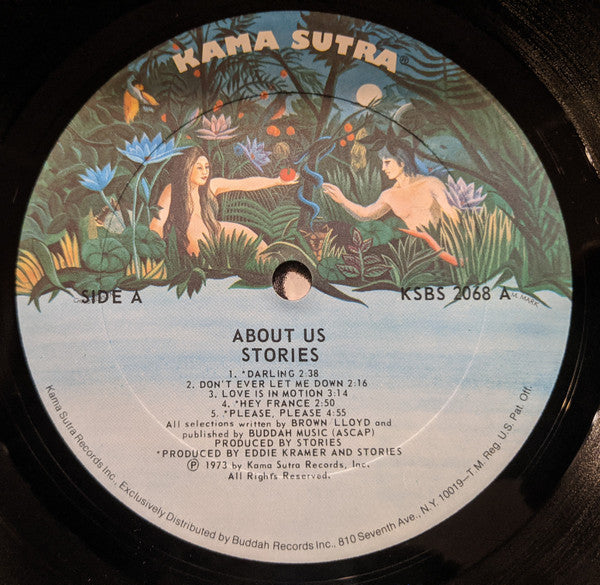 KAMA SUTRA®
SIDE A
KSBS 2068 A
M. MARK
ABOUT US
STORIES
1. *DARLING 2:38
2. DON'T EVER LET ME DOWN 2:16
3. LOVE IS IN MOTION 3:14
4. *HEY FRANCE 2:50
5. *PLEASE, PLEASE 4:55
All selections written by BROWN LLOYD and
published by BUDDAH MUSIC (ASCAP)
PRODUCED BY STORIES
*PRODUCED BY EDDIE KRAMER AND STORIES
Ⓟ 1973 by Kama Sutra Records, Inc.
All Rights Reserved.
Kama Sutra Records Inc., Exclusively Distributed by Buddah Records Inc., 810 Seventh Ave., N.Y. 10019–T.M. Reg. U.S. Pat. Off.